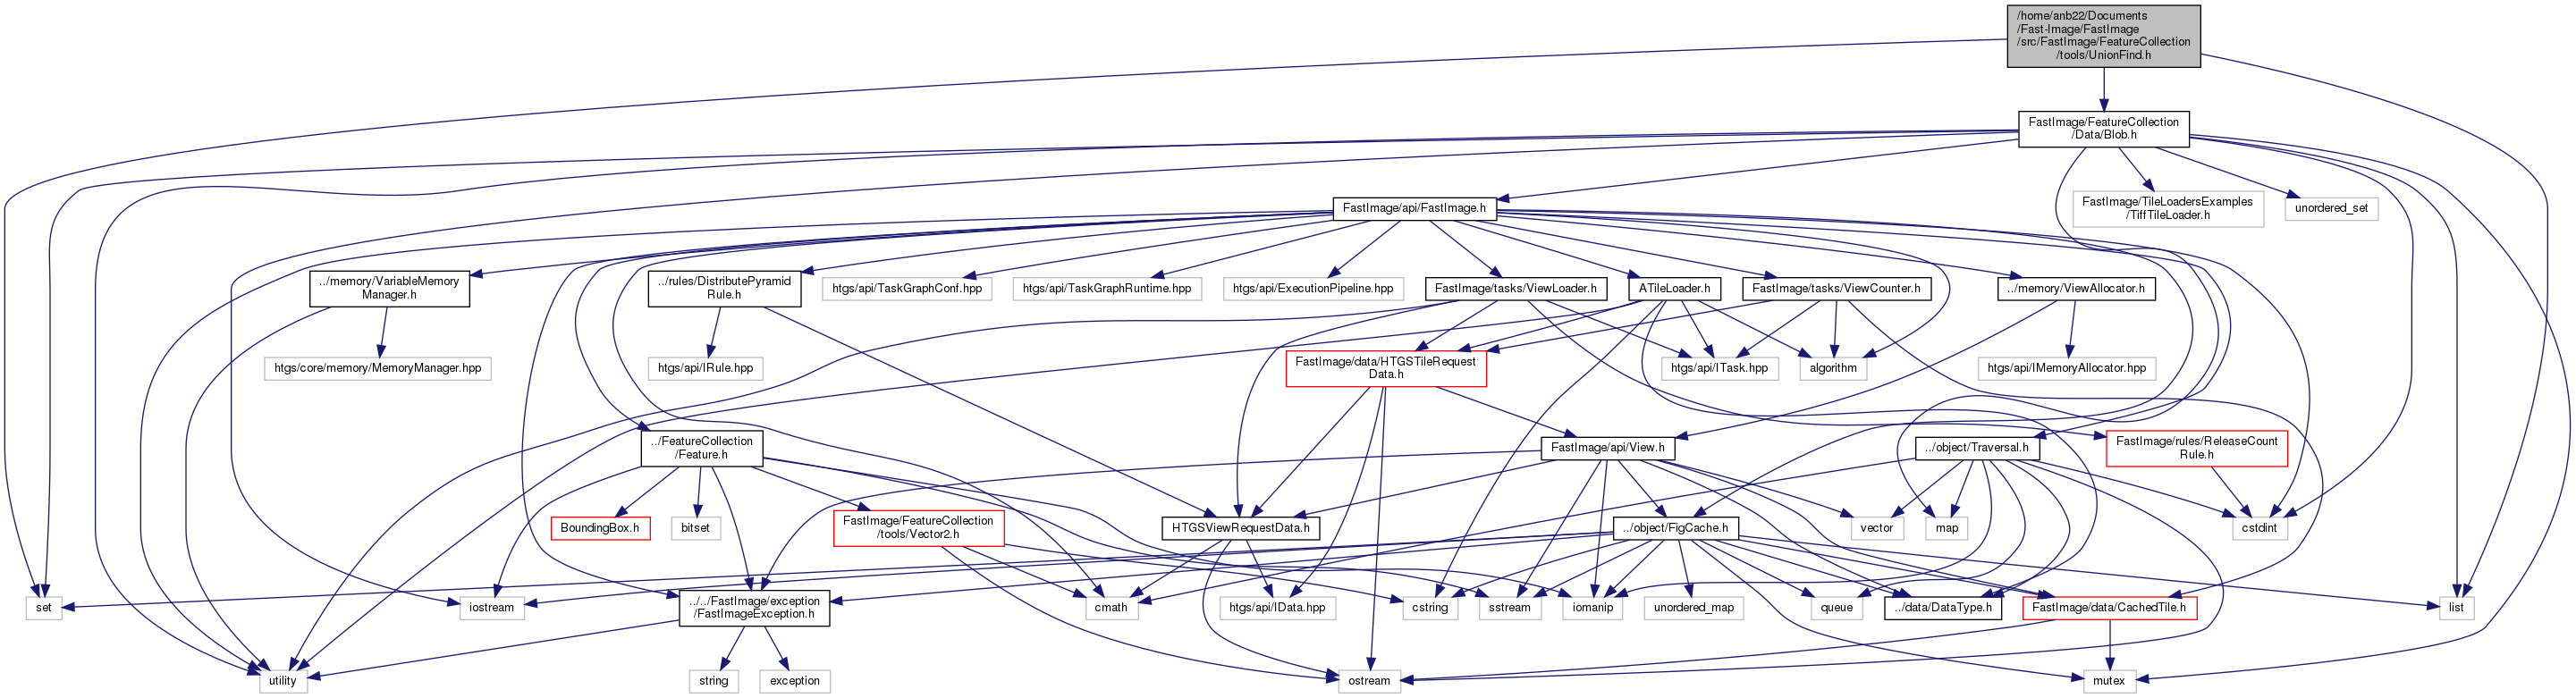 /home/anb22/Documents
/Fast-Image/FastImage
/src/FastImage/FeatureCollection
/tools/UnionFind.h
FastImage/FeatureCollection
/Data/Blob.h
FastImage/api/FastImage.h
FastImage/TileLoadersExamples
/TiffTileLoader.h
unordered_set
../memory/VariableMemory
Manager.h
../rules/DistributePyramid
Rule.h
htgs/api/TaskGraphConf.hpp
htgs/api/TaskGraphRuntime.hpp
htgs/api/ExecutionPipeline.hpp
FastImage/tasks/ViewLoader.h
ATileLoader.h
FastImage/tasks/ViewCounter.h
../memory/ViewAllocator.h
htgs/core/memory/MemoryManager.hpp
htgs/api/IRule.hpp
FastImage/data/HTGSTileRequest
Data.h
htgs/api/ITask.hpp
algorithm
htgs/api/IMemoryAllocator.hpp
../FeatureCollection
/Feature.h
FastImage/api/View.h
../object/Traversal.h
FastImage/rules/ReleaseCount
Rule.h
BoundingBox.h
bitset
FastImage/FeatureCollection
/tools/Vector2.h
HTGSViewRequestData.h
../object/FigCache.h
vector
map
cstdint
set
iostream
../../FastImage/exception
/FastImageException.h
cmath
htgs/api/IData.hpp
cstring
sstream
iomanip
unordered_map
queue
../data/DataType.h
FastImage/data/CachedTile.h
list
utility
string
exception
ostream
mutex